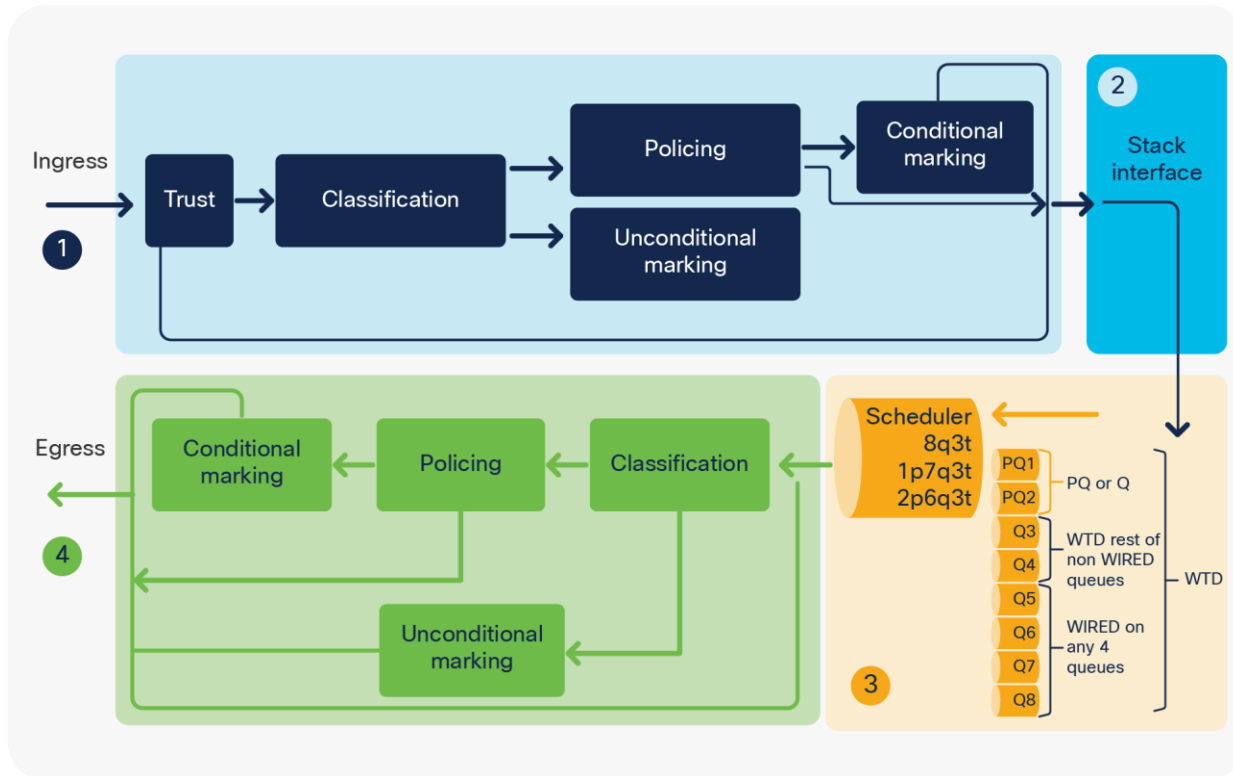 Ingress
1
Trust
Classification
Policing
Unconditional
marking
Conditional
marking
2
Stack
interface
Egress
4
Conditional
marking
Policing
Classification
Unconditional
marking
Scheduler
8q3t
1p7q3t
2p6q3t
3
PQ1
PQ2
Q3
Q4
Q5
Q6
Q7
Q8
PQ or Q
WTD rest of
non WIRED
queues
WIRED on
any 4
queues
WTD